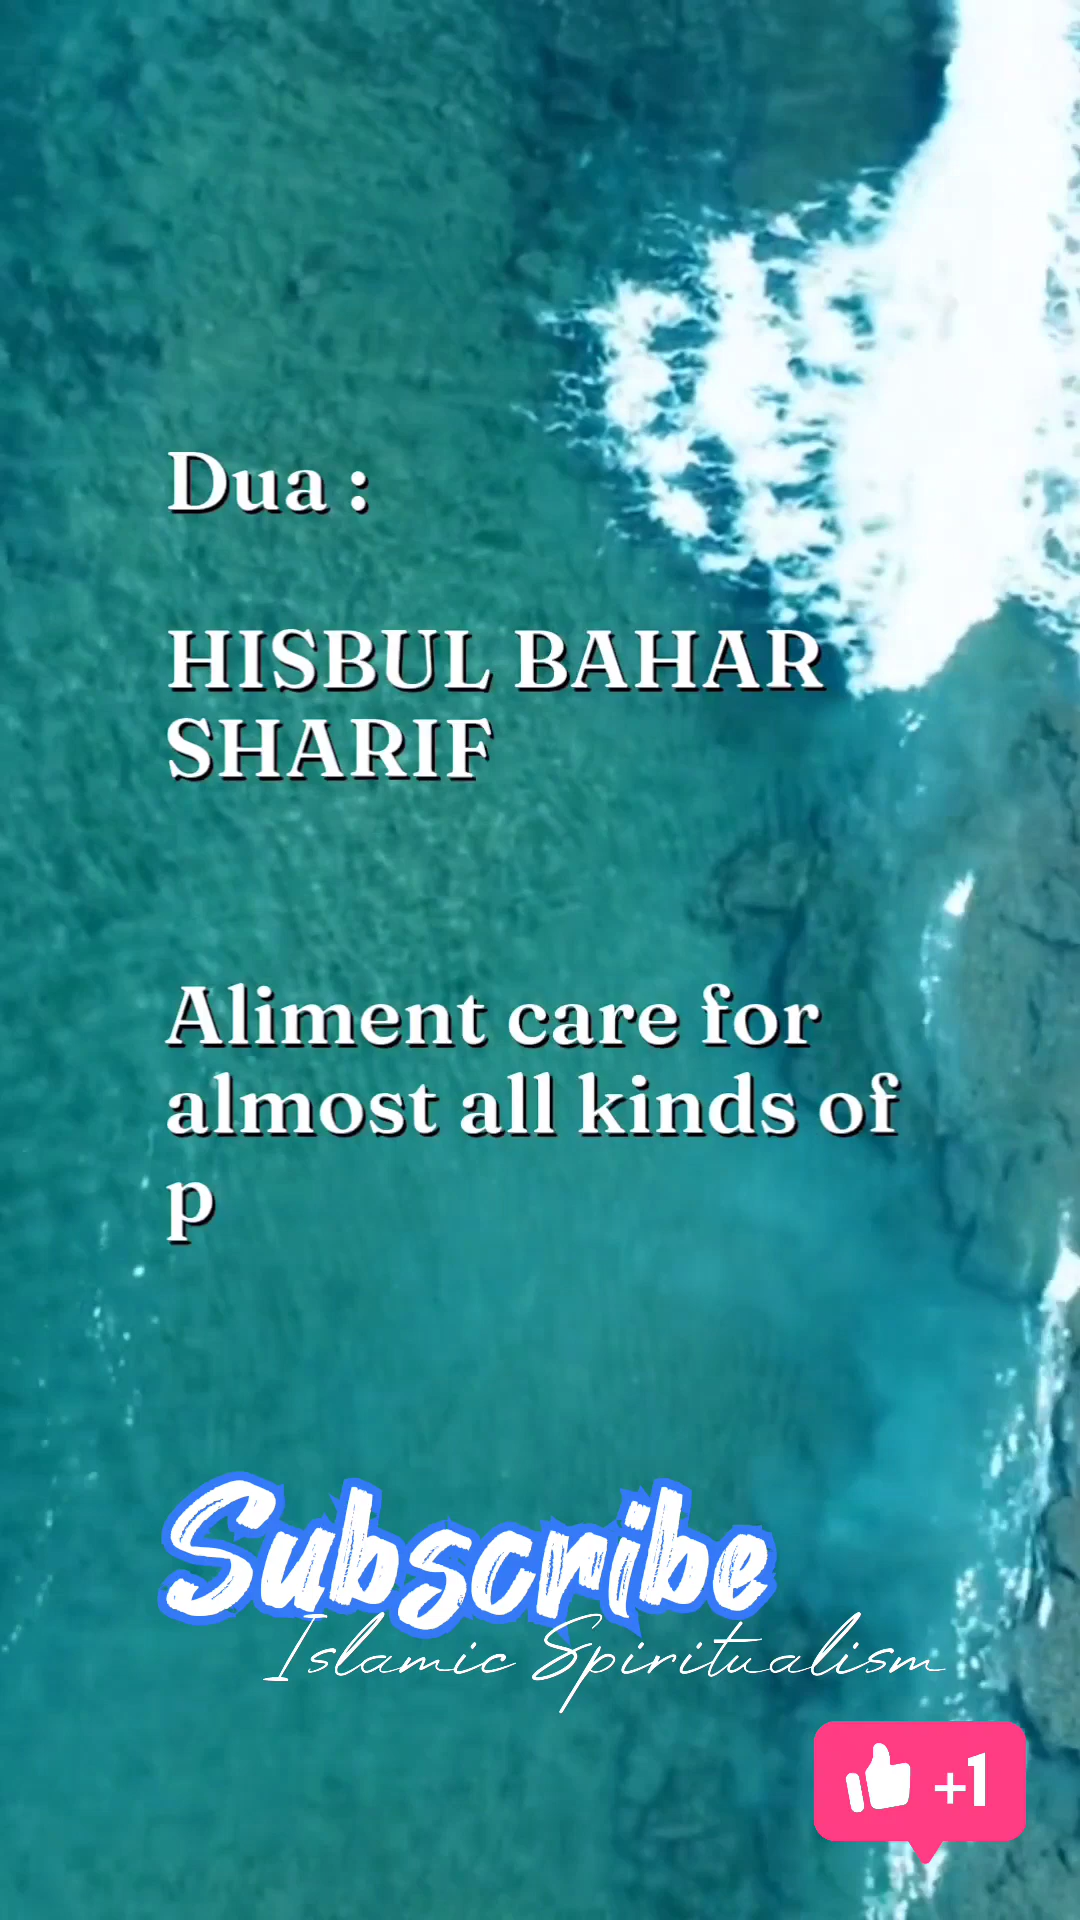 Dua :
HISBUL BAHAR
SHARIF
Aliment care for
almost all kinds of
p
Subscribe
Islamic Spiritualism
+1